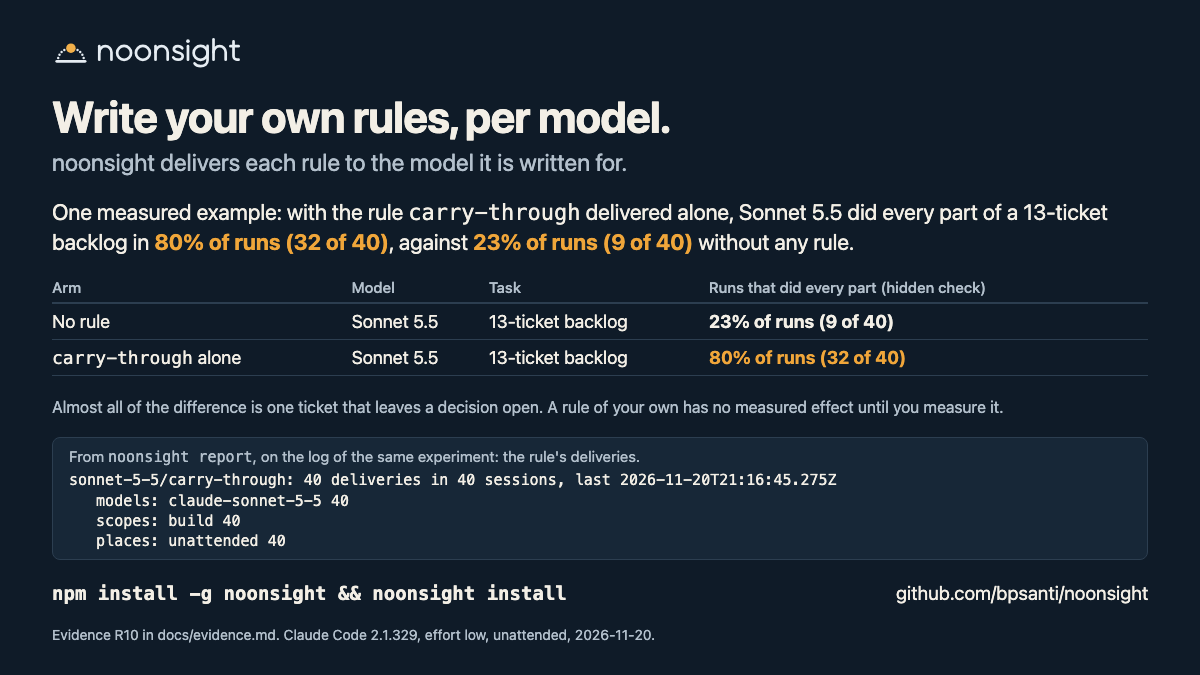 noonsight
Write your own rules, per model.
noonsight delivers each rule to the model it is written for.
One measured example: with the rule carry-through delivered alone, Sonnet 5.5 did every part of a 13-ticket
backlog in 80% of runs (32 of 40), against 23% of runs (9 of 40) without any rule.
Arm Model Task Runs that did every part (hidden check)
No rule Sonnet 5.5 13-ticket backlog 23% of runs (9 of 40)
carry-through alone Sonnet 5.5 13-ticket backlog 80% of runs (32 of 40)
Almost all of the difference is one ticket that leaves a decision open. A rule of your own has no measured effect until you measure it.
From noonsight report, on the log of the same experiment: the rule's deliveries.
sonnet-5-5/carry-through: 40 deliveries in 40 sessions, last 2026-11-20T21:16:45.275Z
models: claude-sonnet-5-5 40
scopes: build 40
places: unattended 40
npm install -g noonsight && noonsight install
github.com/bpsanti/noonsight
Evidence R10 in docs/evidence.md. Claude Code 2.1.329, effort low, unattended, 2026-11-20.